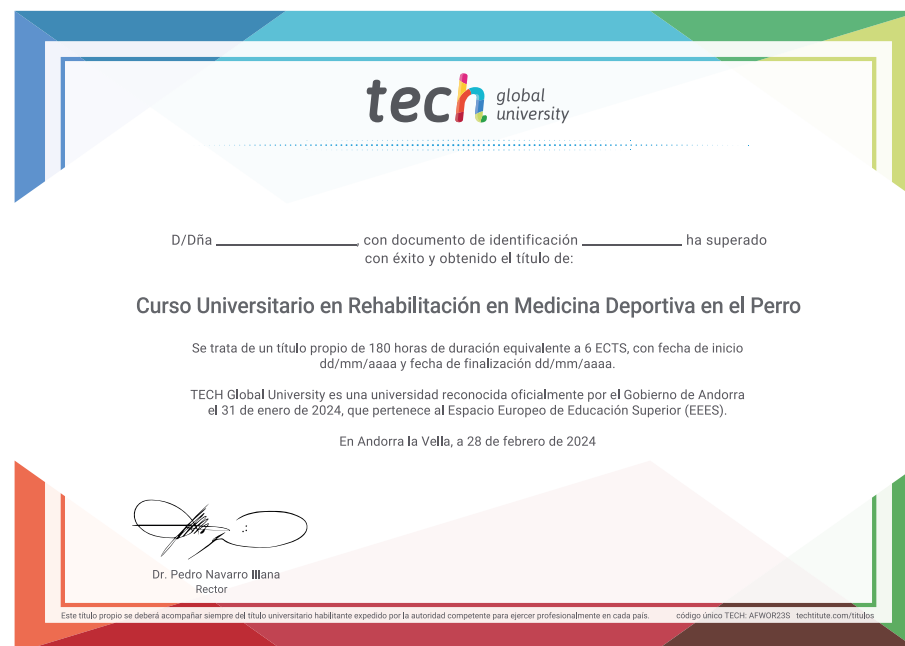 tech global university
D/Dña , con documento de identificación ha superado
con éxito y obtenido el título de:
Curso Universitario en Rehabilitación en Medicina Deportiva en el Perro
Se trata de un título propio de 180 horas de duración equivalente a 6 ECTS, con fecha de inicio
dd/mm/aaaa y fecha de finalización dd/mm/aaaa.
TECH Global University es una universidad reconocida oficialmente por el Gobierno de Andorra
el 31 de enero de 2024, que pertenece al Espacio Europeo de Educación Superior (EEES).
En Andorra la Vella, a 28 de febrero de 2024
Dr. Pedro Navarro Illana
Rector
Este título propio se deberá acompañar siempre del título universitario habilitante expedido por la autoridad competente para ejercer profesionalmente en cada país. código único TECH: AFWOR23S techtitute.com/titulos